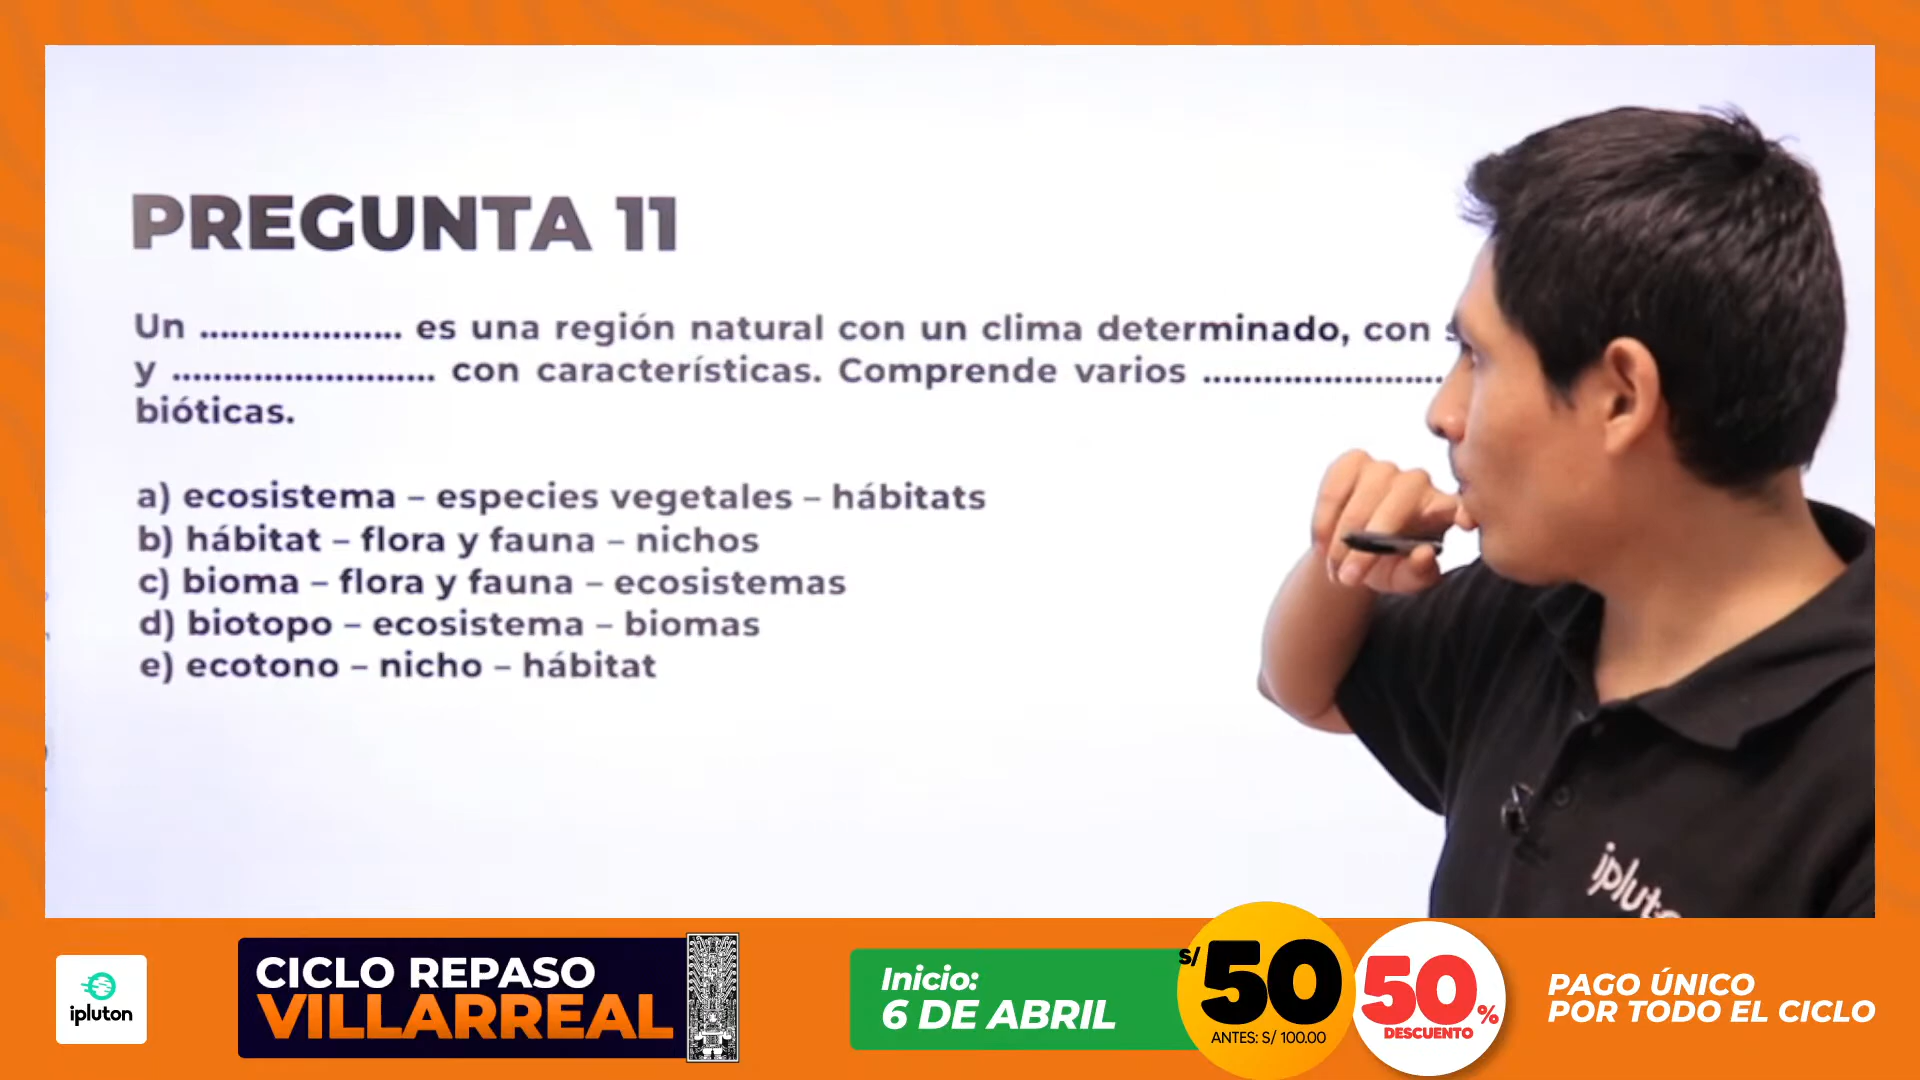 PREGUNTA 11
Un .................... es una región natural con un clima determinado, con
y .......................... con características. Comprende varios ........................
bióticas.
a) ecosistema – especies vegetales – hábitats
b) hábitat – flora y fauna – nichos
c) bioma – flora y fauna – ecosistemas
d) biotopo – ecosistema – biomas
e) ecotono – nicho – hábitat
ipluto
ipluton
CICLO REPASO
VILLARREAL
Inicio:
6 DE ABRIL
S/ 50
ANTES: S/ 100.00
50%
DESCUENTO
PAGO ÚNICO
POR TODO EL CICLO